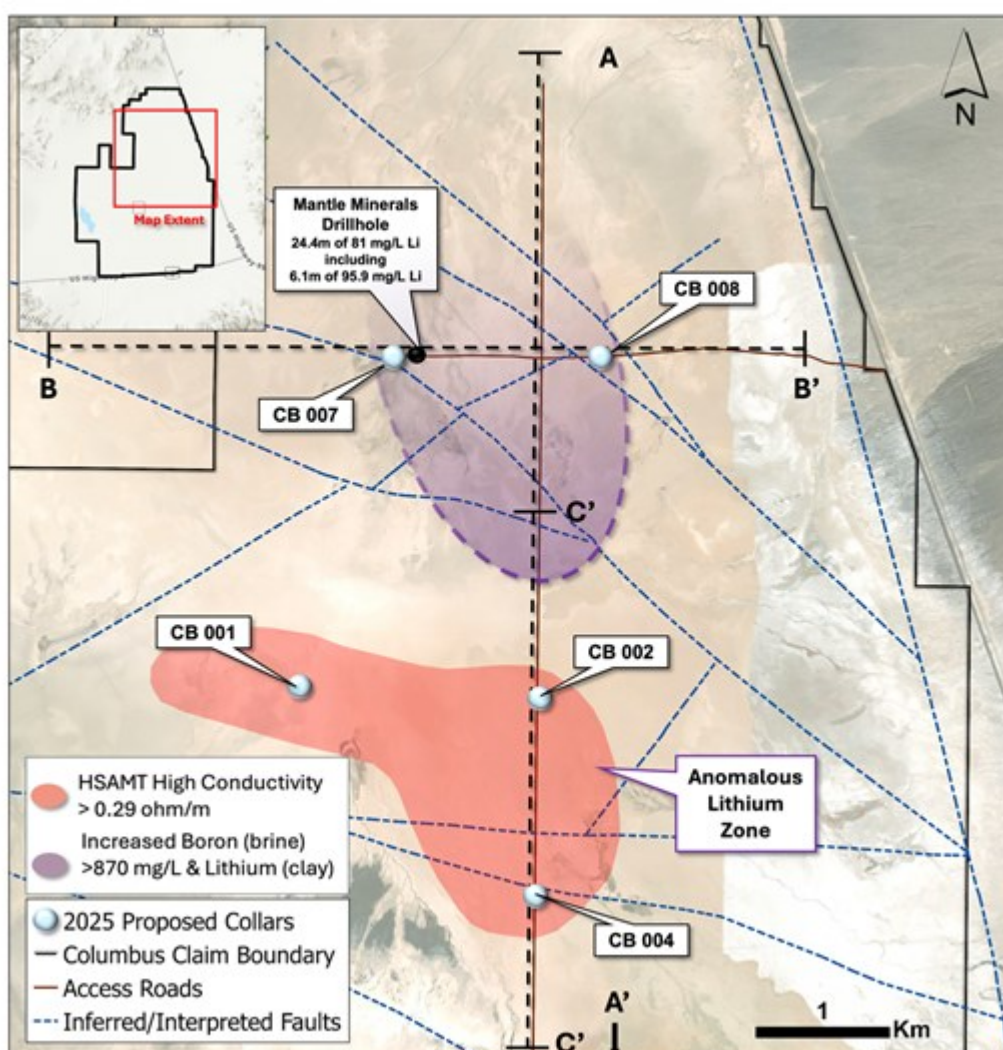 A
N
Map Extent
Mantle Minerals
Drillhole
24.4m of 81 mg/L Li
including
6.1m of 95.9 mg/L Li
CB 008
B
B’
CB 007
C’
CB 001
CB 002
Anomalous
Lithium
Zone
CB 004
HSAMT High Conductivity
> 0.29 ohm/m
Increased Boron (brine)
>870 mg/L & Lithium (clay)
2025 Proposed Collars
Columbus Claim Boundary
Access Roads
Inferred/Interpreted Faults
A’
C’
1
Km